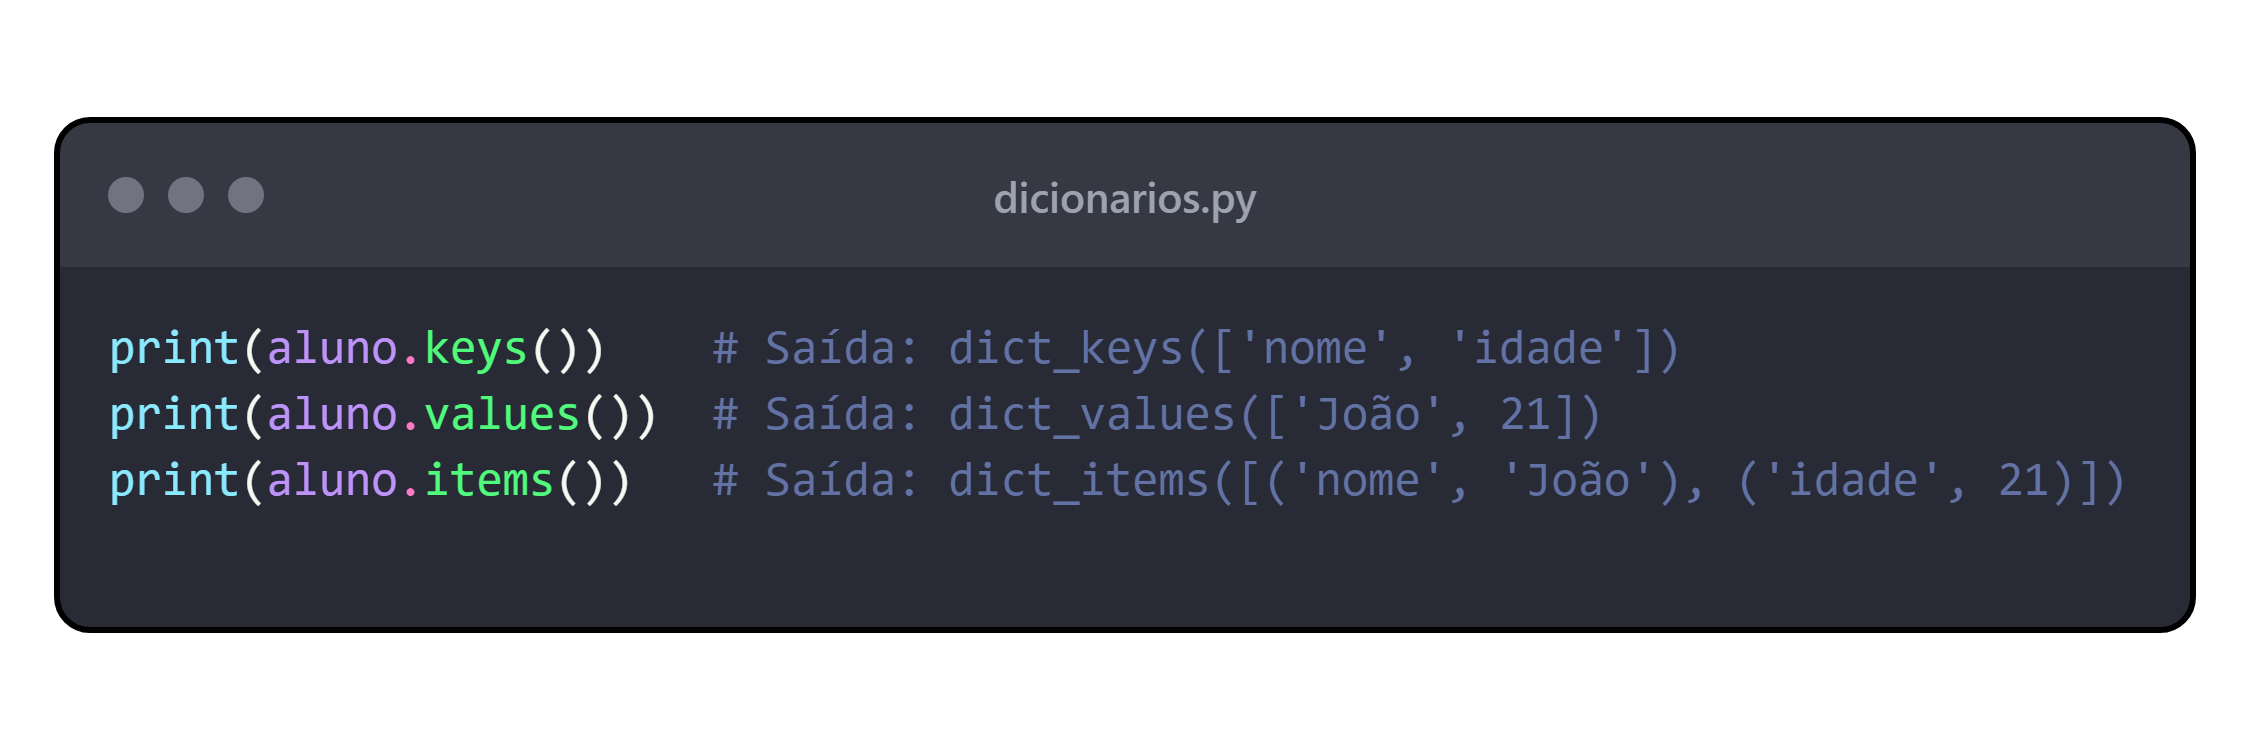 dicionarios.py
print(aluno.keys())    # Saída: dict_keys(['nome', 'idade'])
print(aluno.values())  # Saída: dict_values(['João', 21])
print(aluno.items())   # Saída: dict_items([('nome', 'João'), ('idade', 21)])